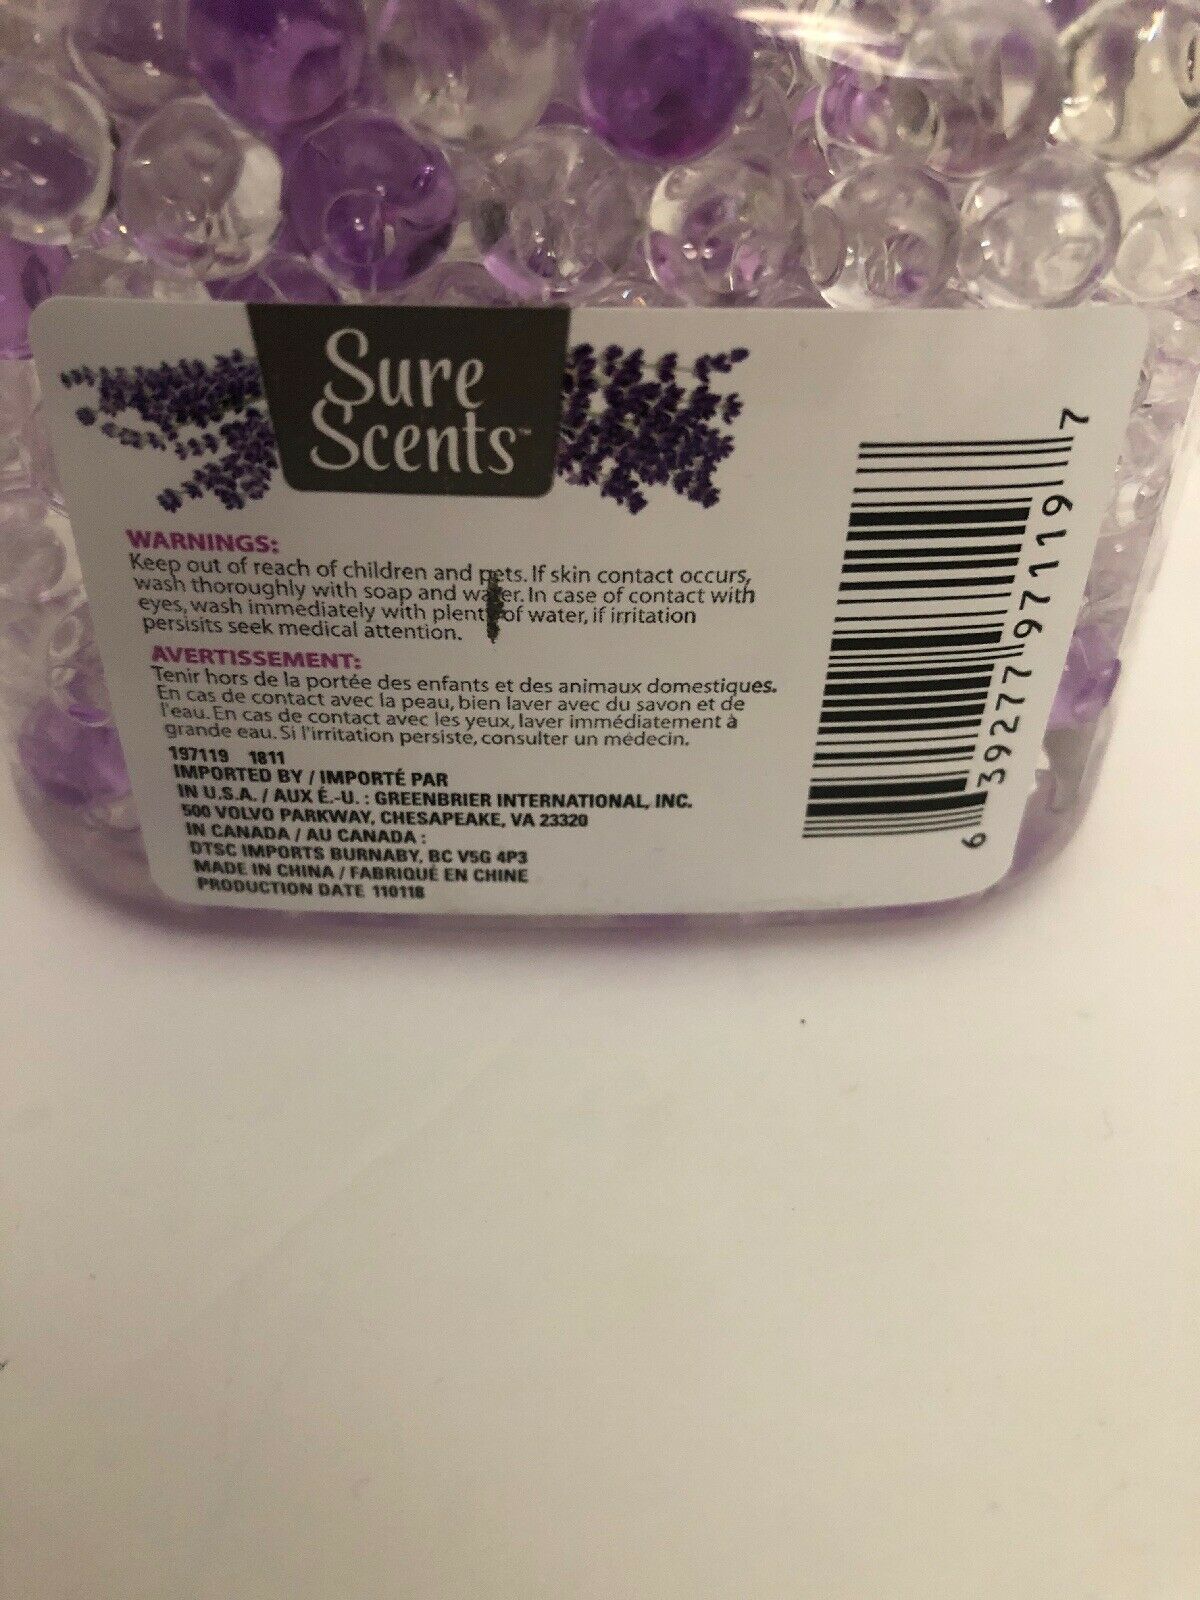 Sure
Scents™
WARNINGS:
Keep out of reach of children and pets. If skin contact occurs,
wash thoroughly with soap and water. In case of contact with
eyes, wash immediately with plenty of water, if irritation
persisits seek medical attention.
AVERTISSEMENT:
Tenir hors de la portée des enfants et des animaux domestiques.
En cas de contact avec la peau, bien laver avec du savon et de
l'eau. En cas de contact avec les yeux, laver immédiatement à
grande eau. Si l'irritation persiste, consulter un médecin.
197119 1811
IMPORTED BY / IMPORTÉ PAR
IN U.S.A. / AUX É.-U. : GREENBRIER INTERNATIONAL, INC.
500 VOLVO PARKWAY, CHESAPEAKE, VA 23320
IN CANADA / AU CANADA :
DTSC IMPORTS BURNABY, BC V5G 4P3
MADE IN CHINA / FABRIQUÉ EN CHINE
PRODUCTION DATE 110118
6 39277 97119 7